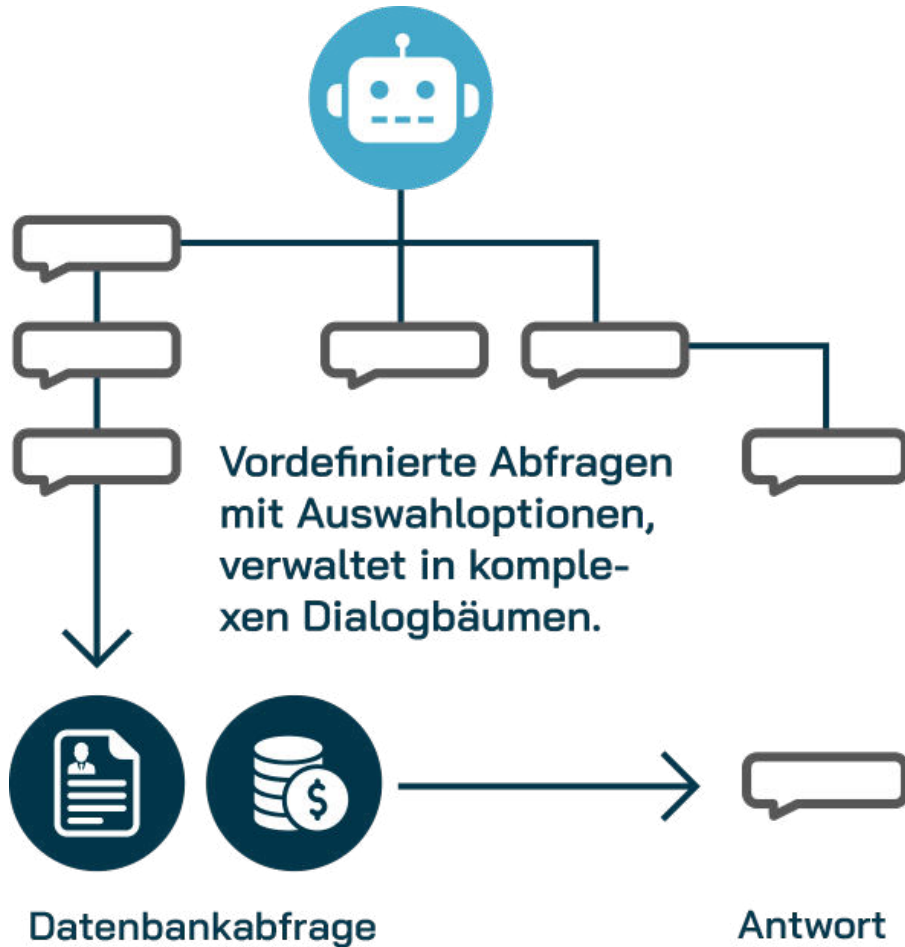 Vordefinierte Abfragen
mit Auswahloptionen,
verwaltet in komple-
xen Dialogbäumen.
$
Datenbankabfrage
Antwort